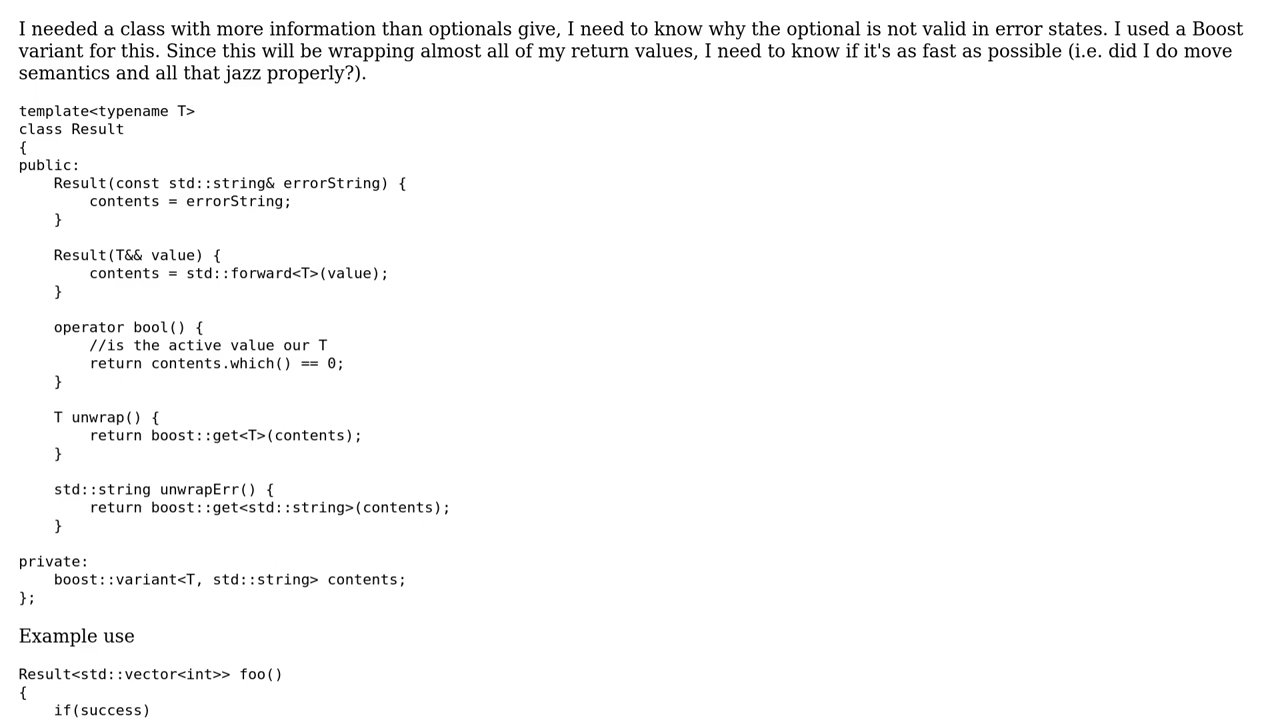 I needed a class with more information than optionals give, I need to know why the optional is not valid in error states. I used a Boost
variant for this. Since this will be wrapping almost all of my return values, I need to know if it's as fast as possible (i.e. did I do move
semantics and all that jazz properly?).
template<typename T>
class Result
{
public:
    Result(const std::string& errorString) {
        contents = errorString;
    }

    Result(T&& value) {
        contents = std::forward<T>(value);
    }

    operator bool() {
        //is the active value our T
        return contents.which() == 0;
    }

    T unwrap() {
        return boost::get<T>(contents);
    }

    std::string unwrapErr() {
        return boost::get<std::string>(contents);
    }

private:
    boost::variant<T, std::string> contents;
};
Example use
Result<std::vector<int>> foo()
{
    if(success)